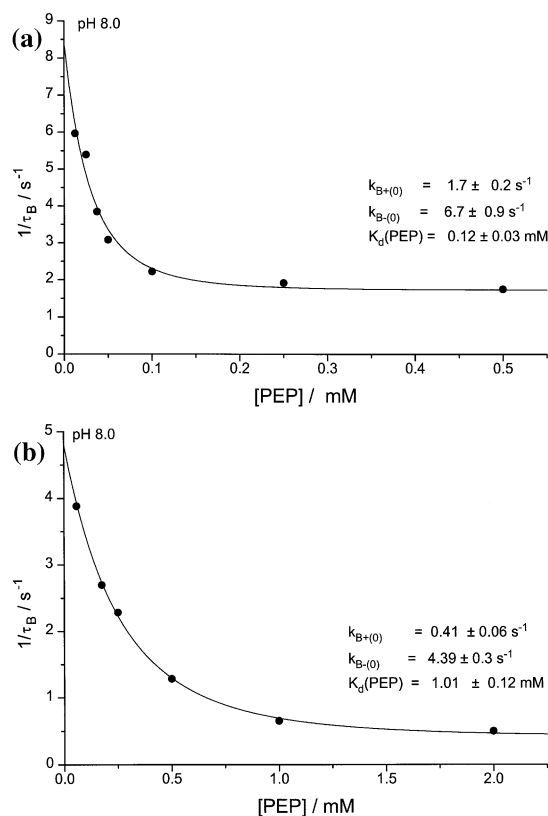 (a)
pH 8.0
9
8
7
6
5
4
3
2
1
0
1/τB / s-1
kB+(0) = 1.7 ± 0.2 s-1
kB-(0) = 6.7 ± 0.9 s-1
Kd(PEP) = 0.12 ± 0.03 mM
0.0 0.1 0.2 0.3 0.4 0.5
[PEP] / mM
(b)
pH 8.0
5
4
3
2
1
0
1/τB / s-1
kB+(0) = 0.41 ± 0.06 s-1
kB-(0) = 4.39 ± 0.3 s-1
Kd(PEP) = 1.01 ± 0.12 mM
0.0 0.5 1.0 1.5 2.0
[PEP] / mM